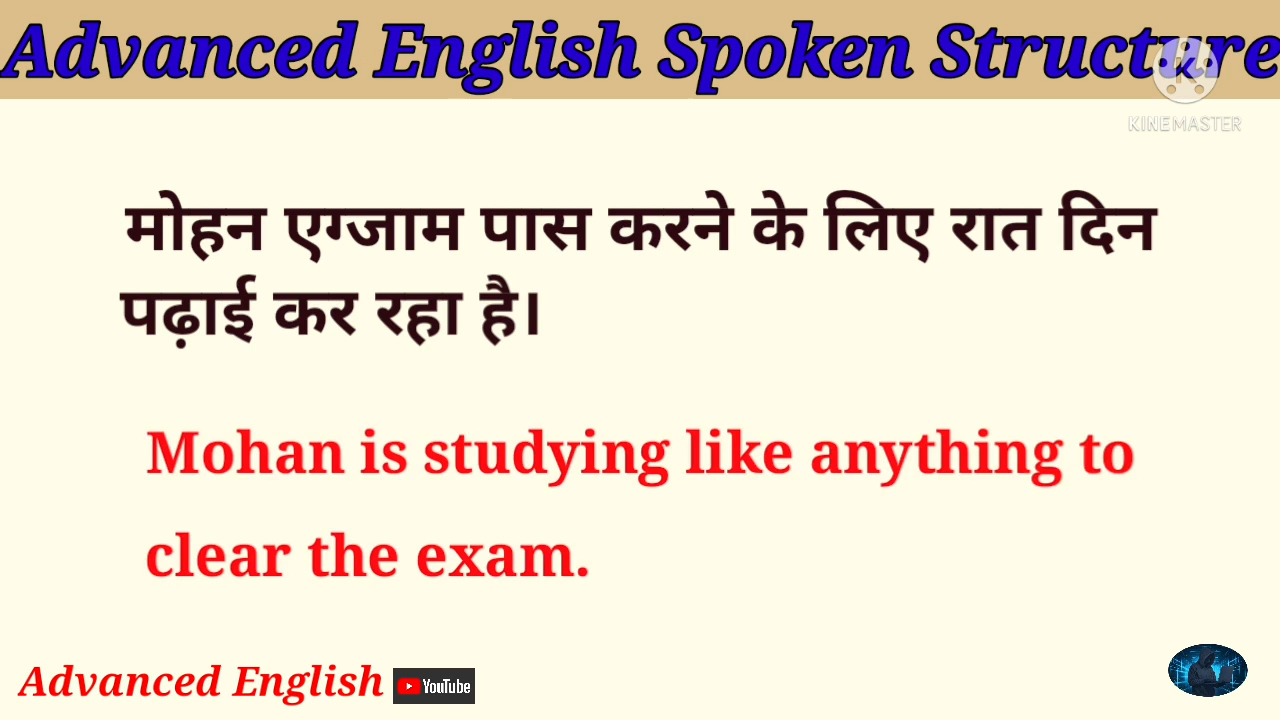 Advanced English Spoken Structure
KINEMASTER
मोहन एग्जाम पास करने के लिए रात दिन
पढ़ाई कर रहा है।
Mohan is studying like anything to
clear the exam.
Advanced English YouTube